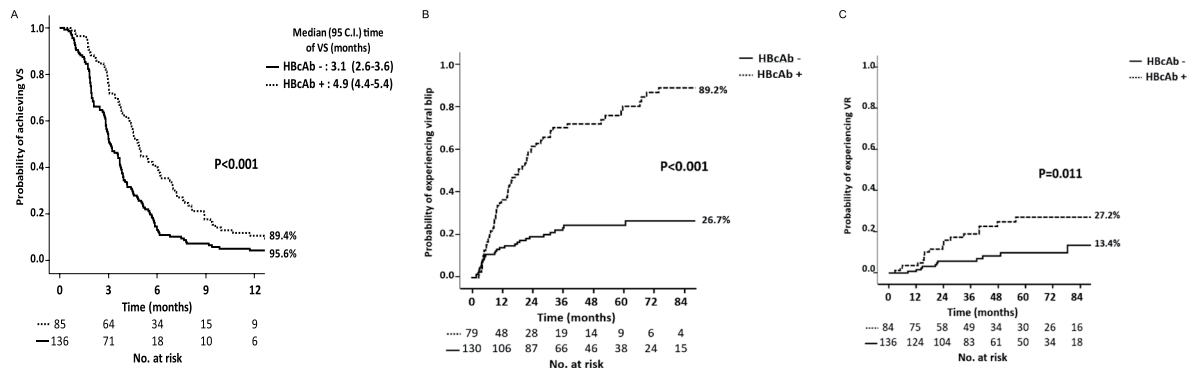 A
Probability of achieving VS
1.0
0.8
0.6
0.4
0.2
0.0
Median (95 C.I.) time
of VS (months)
HBcAb - : 3.1 (2.6-3.6)
HBcAb + : 4.9 (4.4-5.4)
P<0.001
89.4%
95.6%
0 3 6 9 12
Time (months)
85 64 34 15 9
136 71 18 10 6
No. at risk
B
Probability of experiencing viral blip
1.0
0.8
0.6
0.4
0.2
0.0
HBcAb -
HBcAb +
89.2%
P<0.001
26.7%
0 12 24 36 48 60 72 84
Time (months)
79 48 28 19 14 9 6 4
130 106 87 66 46 38 24 15
No. at risk
C
Probability of experiencing VR
1.0
0.8
0.6
0.4
0.2
0.0
HBcAb -
HBcAb +
P=0.011
27.2%
13.4%
0 12 24 36 48 60 72 84
Time (months)
84 75 58 49 34 30 26 16
136 124 104 83 61 50 34 18
No. at risk